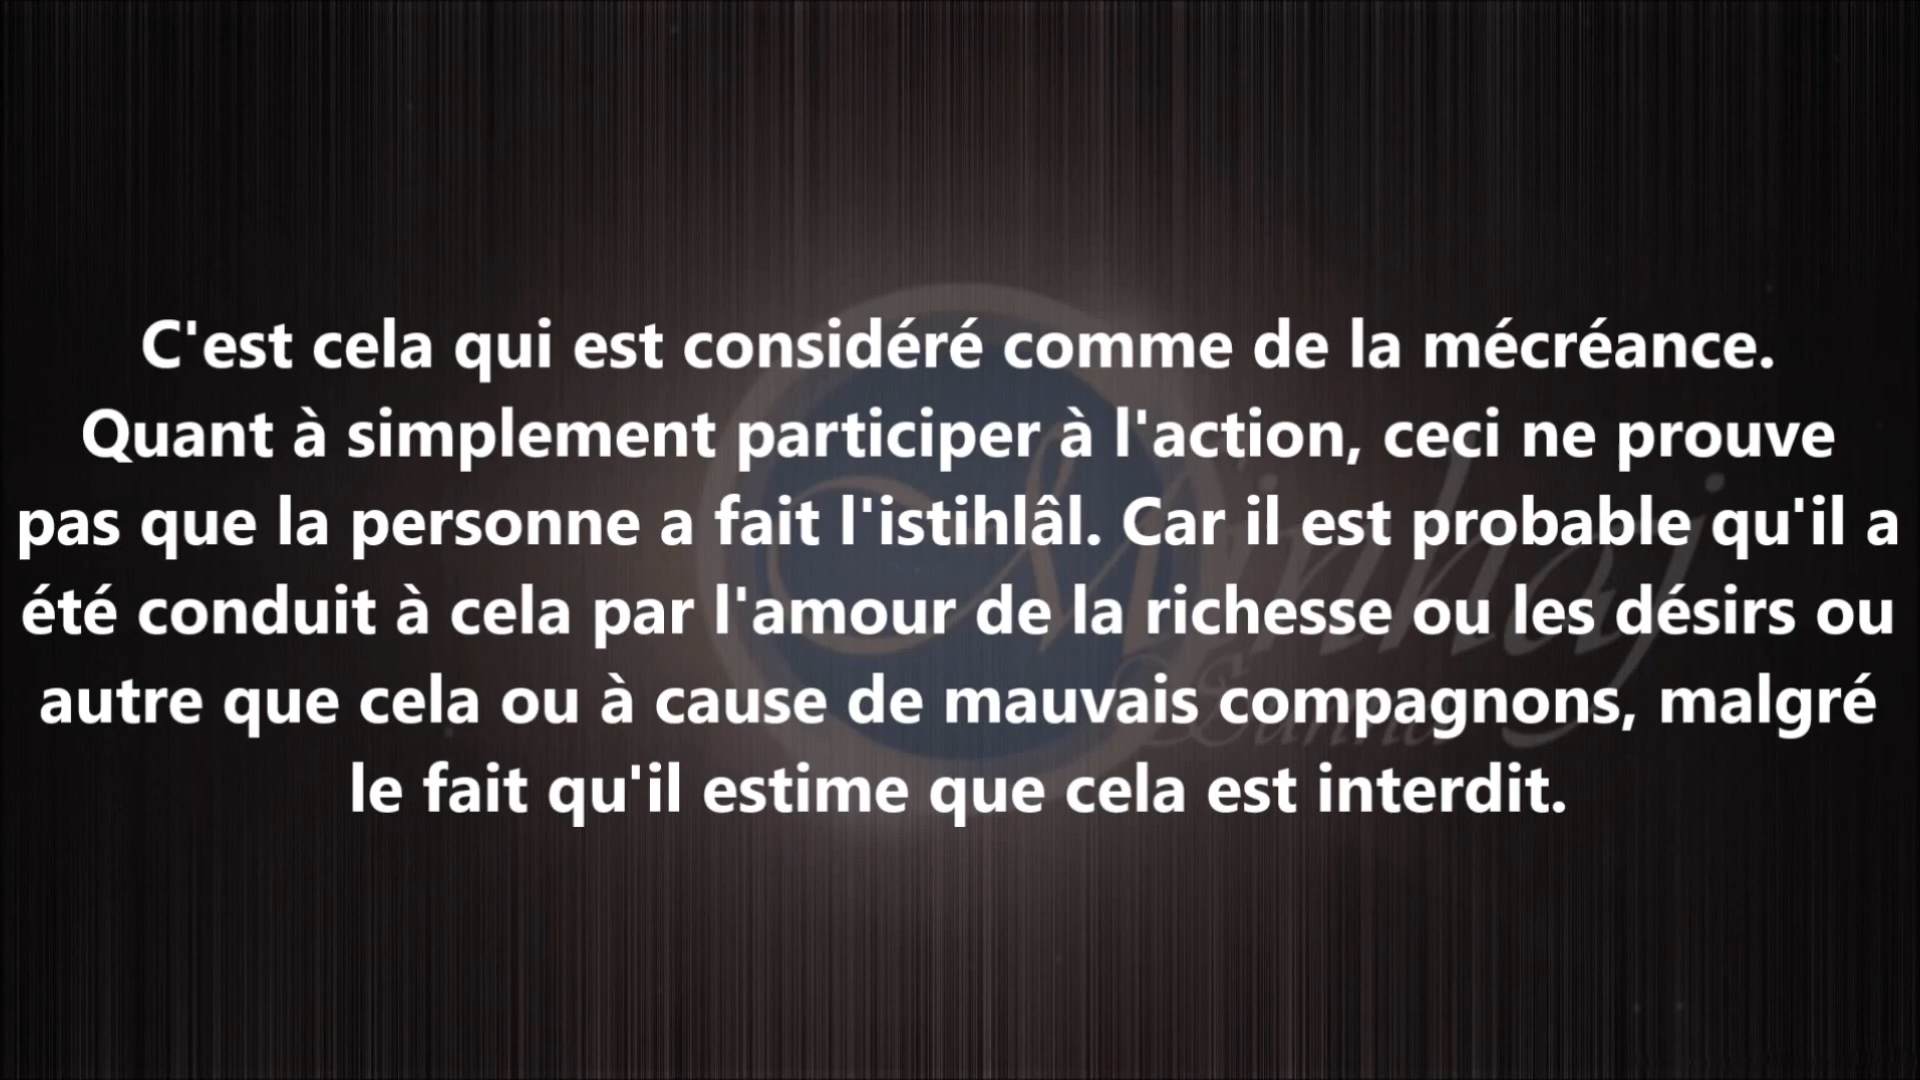 C'est cela qui est considéré comme de la mécréance.
Quant à simplement participer à l'action, ceci ne prouve
pas que la personne a fait l'istihlâl. Car il est probable qu'il a
été conduit à cela par l'amour de la richesse ou les désirs ou
autre que cela ou à cause de mauvais compagnons, malgré
le fait qu'il estime que cela est interdit.
Minhaj
Sunna